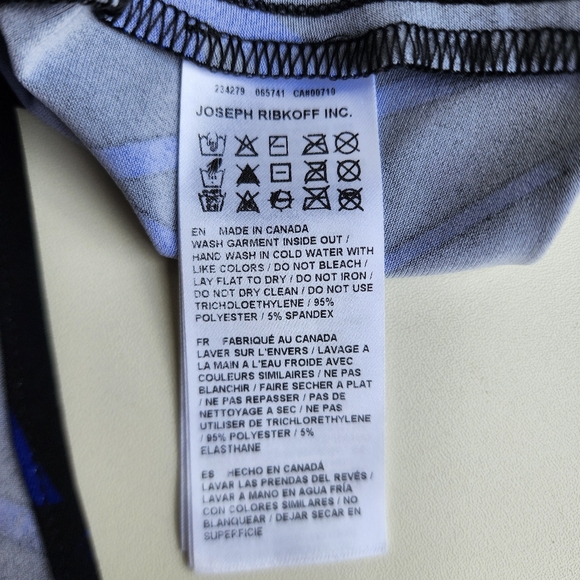 234279 065741 CA#00710
JOSEPH RIBKOFF INC.
EN MADE IN CANADA
WASH GARMENT INSIDE OUT /
HAND WASH IN COLD WATER WITH
LIKE COLORS / DO NOT BLEACH /
LAY FLAT TO DRY / DO NOT IRON /
DO NOT DRY CLEAN / DO NOT USE
TRICHLOETHYLENE / 95%
POLYESTER / 5% SPANDEX
FR FABRIQUÉ AU CANADA
LAVER SUR L'ENVERS / LAVAGE A
LA MAIN A L'EAU FROIDE AVEC
COULEURS SIMILAIRES / NE PAS
BLANCHIR / FAIRE SECHER A PLAT
/ NE PAS REPASSER / PAS DE
NETTOYAGE A SEC / NE PAS
UTILISER DE TRICHLORETHYLENE
/ 95% POLYESTER / 5%
ELASTHANE
ES HECHO EN CANADÁ
LAVAR LAS PRENDAS DEL REVÉS /
LAVAR A MANO EN AGUA FRÍA
CON COLORES SIMILARES / NO
BLANQUEAR / DEJAR SECAR EN
SUPERFICIE